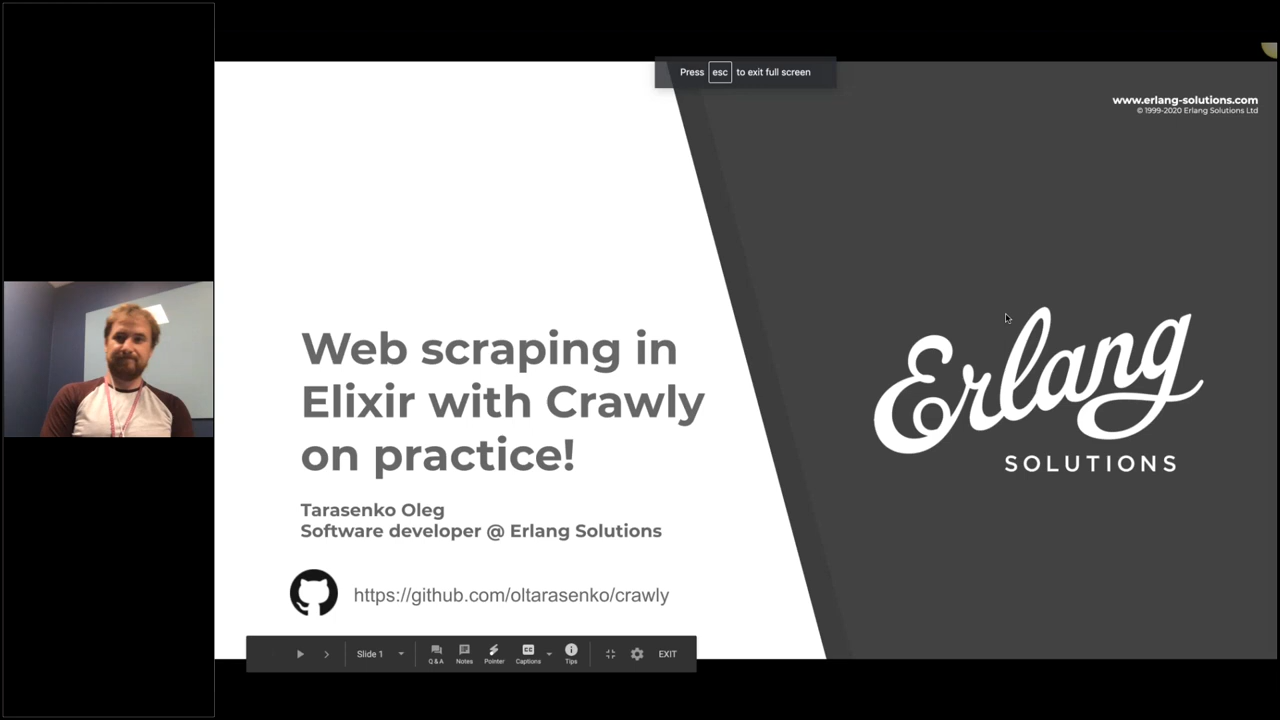 Press esc to exit full screen
www.erlang-solutions.com
© 1999-2020 Erlang Solutions Ltd
Web scraping in
Elixir with Crawly
on practice!
Erlang
SOLUTIONS
Tarasenko Oleg
Software developer @ Erlang Solutions
https://github.com/oltarasenko/crawly
Slide 1
Q & A
Notes
Pointer
CC
Captions
Tips
EXIT